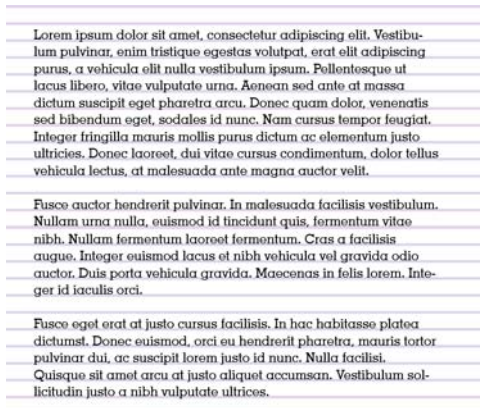 Lorem ipsum dolor sit amet, consectetur adipiscing elit. Vestibu-
lum pulvinar, enim tristique egestas volutpat, erat elit adipiscing
purus, a vehicula elit nulla vestibulum ipsum. Pellentesque ut
lacus libero, vitae vulputate urna. Aenean sed ante at massa
dictum suscipit eget pharetra arcu. Donec quam dolor, venenatis
sed bibendum eget, sodales id nunc. Nam cursus tempor feugiat.
Integer fringilla mauris mollis purus dictum ac elementum justo
ultricies. Donec laoreet, dui vitae cursus condimentum, dolor tellus
vehicula lectus, at malesuada ante magna auctor velit.
Fusce auctor hendrerit pulvinar. In malesuada facilisis vestibulum.
Nullam urna nulla, euismod id tincidunt quis, fermentum vitae
nibh. Nullam fermentum laoreet fermentum. Cras a facilisis
augue. Integer euismod lacus et nibh vehicula vel gravida odio
auctor. Duis porta vehicula gravida. Maecenas in felis lorem. Inte-
ger id iaculis orci.
Fusce eget erat at justo cursus facilisis. In hac habitasse platea
dictumst. Donec euismod, orci eu hendrerit pharetra, mauris tortor
pulvinar dui, ac suscipit lorem justo id nunc. Nulla facilisi.
Quisque sit amet arcu at justo aliquet accumsan. Vestibulum sol-
licitudin justo a nibh vulputate ultrices.